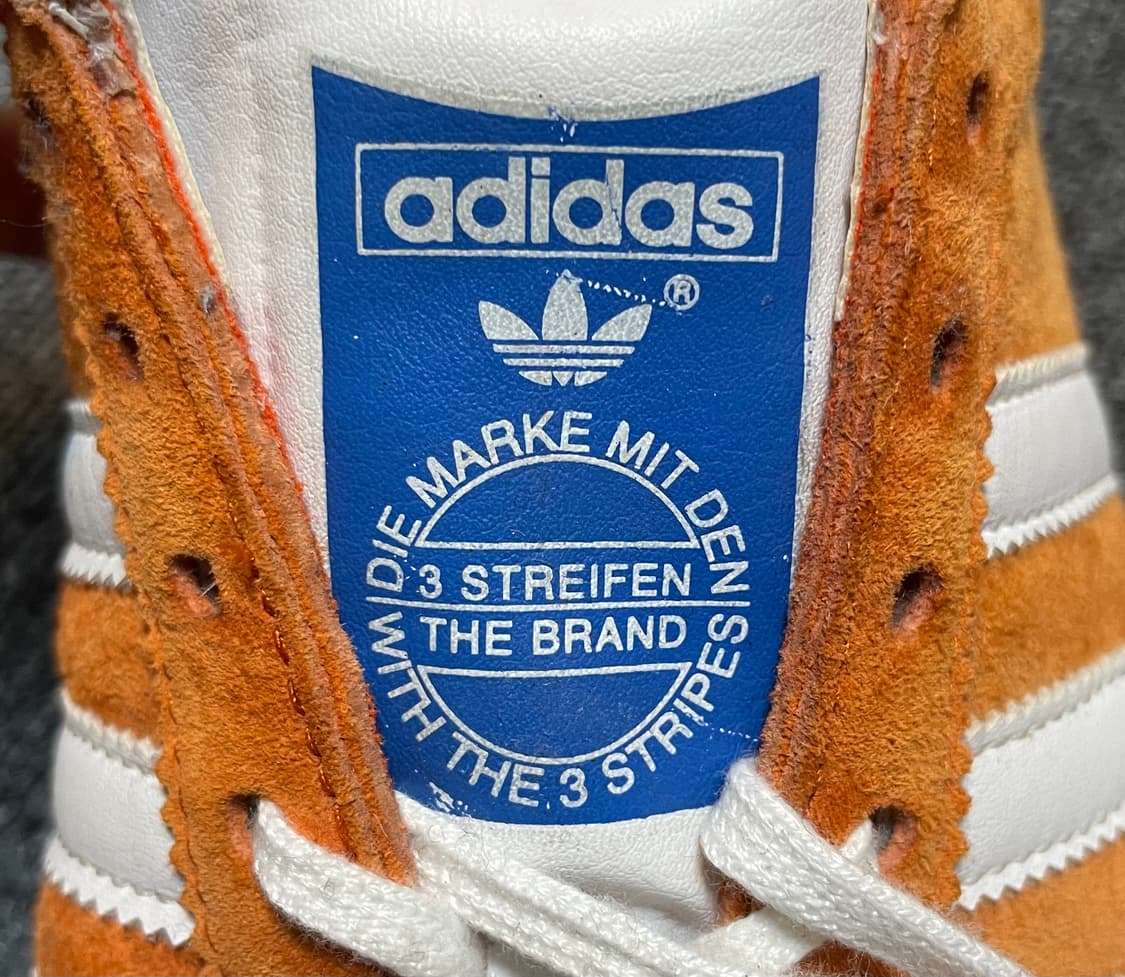 adidas
®
DIE MARKE MIT DEN
3 STREIFEN
THE BRAND
WITH THE 3 STRIPES